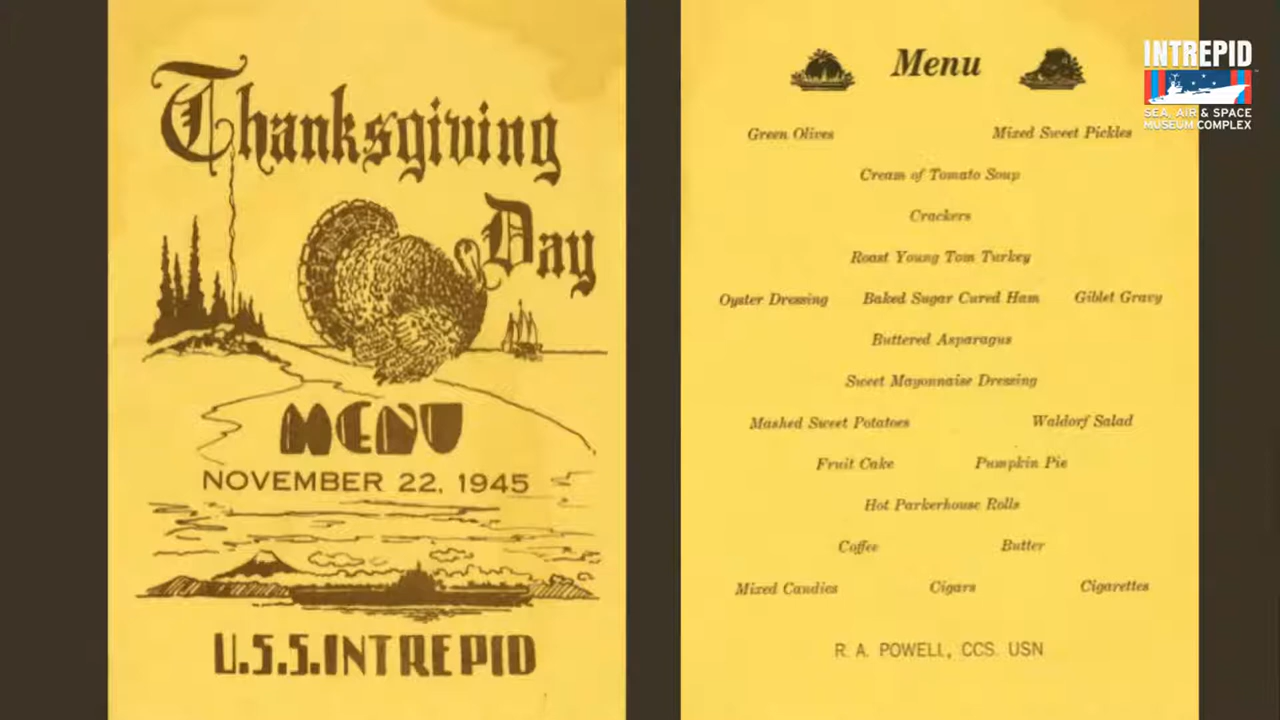 Thanksgiving
Day
MENU
NOVEMBER 22, 1945
U.S.S. INTREPID
Menu
Green Olives Mixed Sweet Pickles
Cream of Tomato Soup
Crackers
Roast Young Tom Turkey
Oyster Dressing Baked Sugar Cured Ham Giblet Gravy
Buttered Asparagus
Sweet Mayonnaise Dressing
Mashed Sweet Potatoes Waldorf Salad
Fruit Cake Pumpkin Pie
Hot Parkerhouse Rolls
Coffee Butter
Mixed Candies Cigars Cigarettes
R. A. POWELL, CCS. USN
INTREPID
SEA, AIR & SPACE
MUSEUM COMPLEX